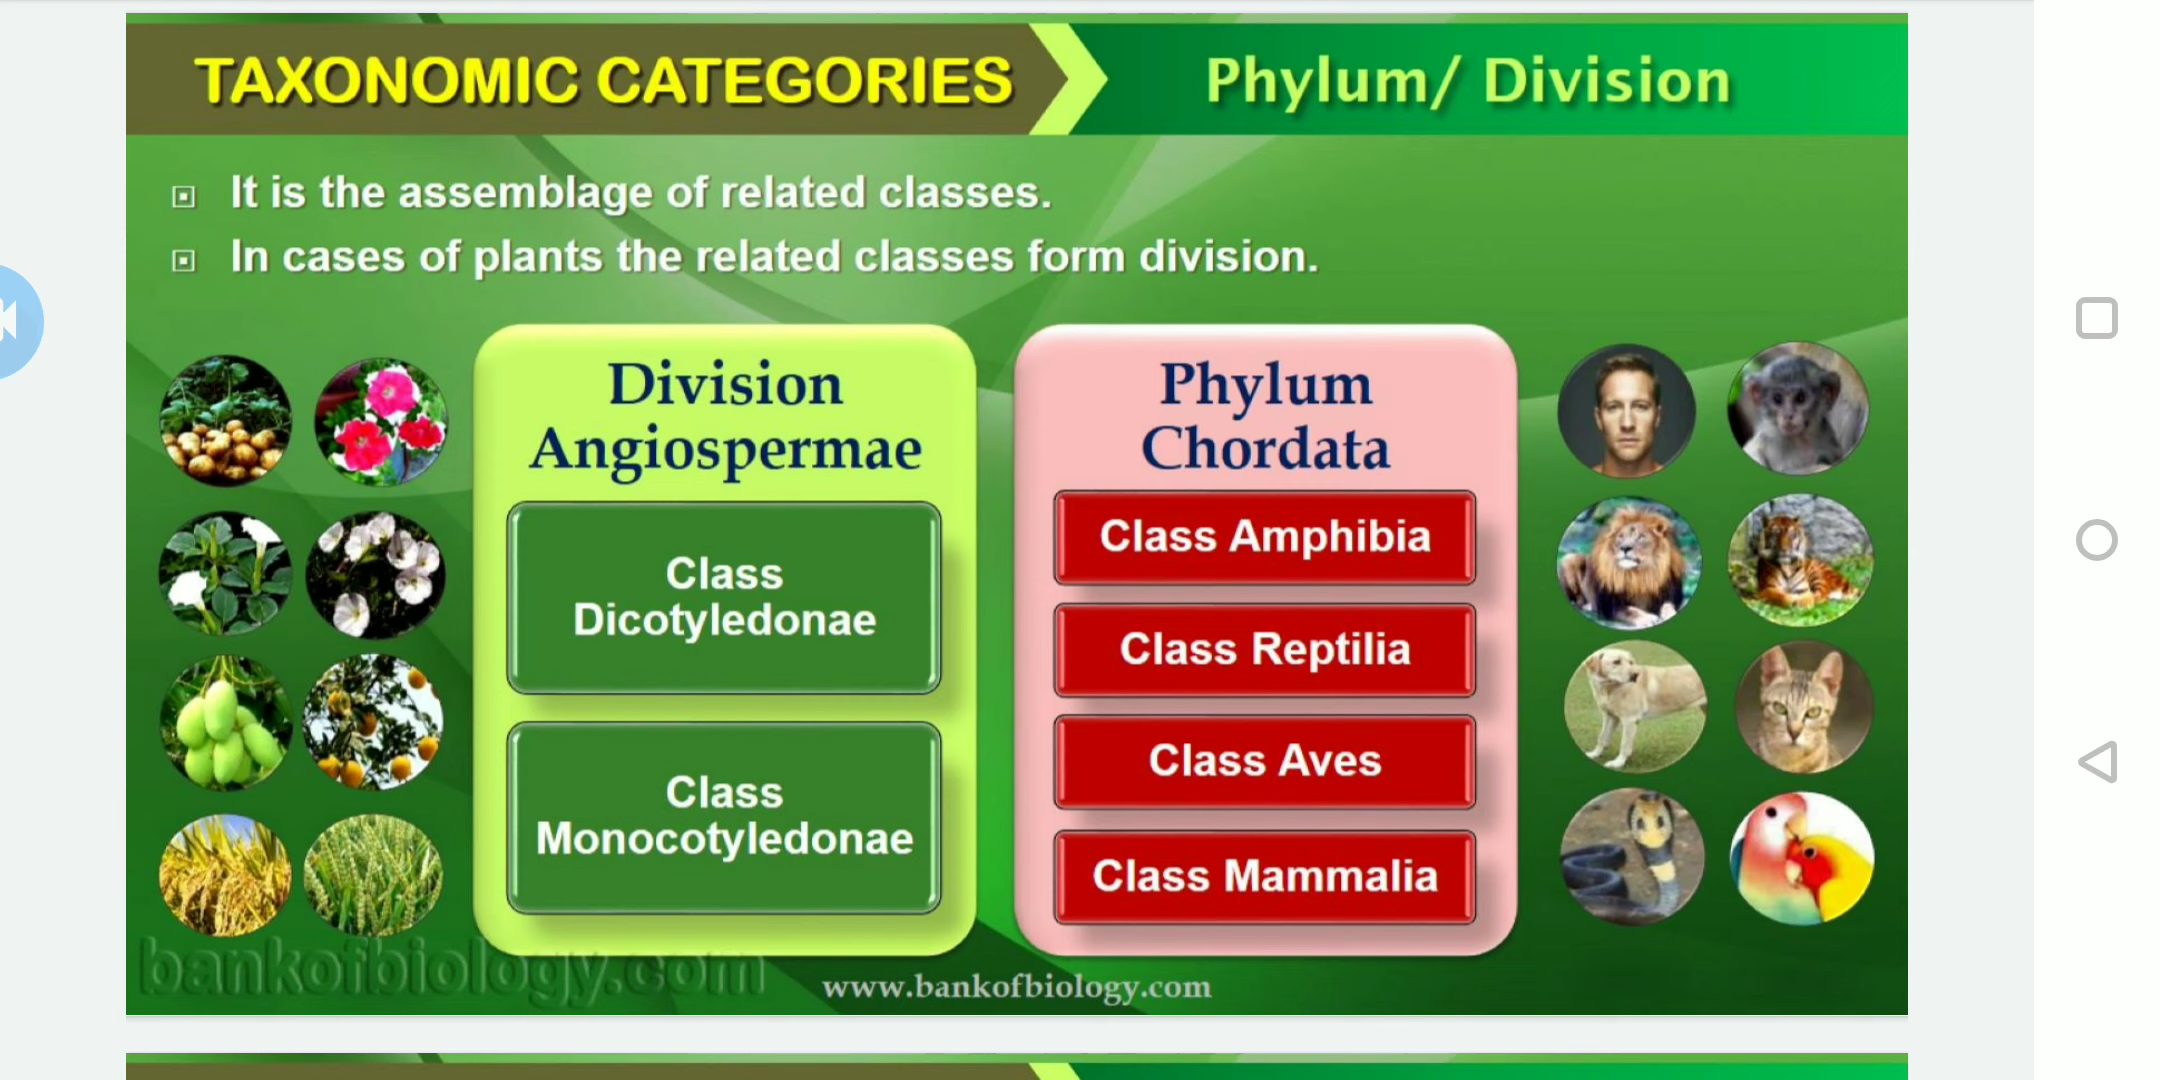 TAXONOMIC CATEGORIES
Phylum/ Division
It is the assemblage of related classes.
In cases of plants the related classes form division.
Division
Angiospermae
Class
Dicotyledonae
Class
Monocotyledonae
Phylum
Chordata
Class Amphibia
Class Reptilia
Class Aves
Class Mammalia
bankofbiology.com
www.bankofbiology.com